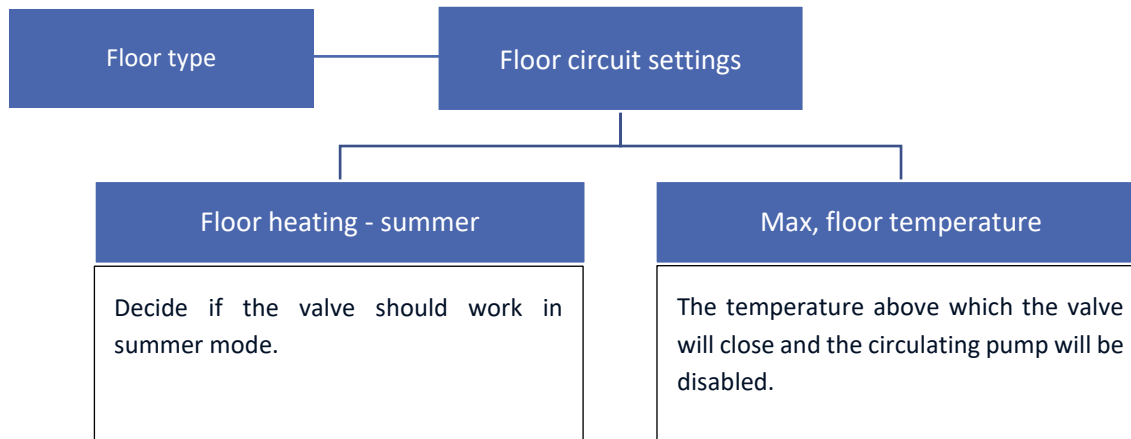 Floor type
Floor circuit settings
Floor heating - summer
Decide if the valve should work in
summer mode.
Max, floor temperature
The temperature above which the valve
will close and the circulating pump will be
disabled.